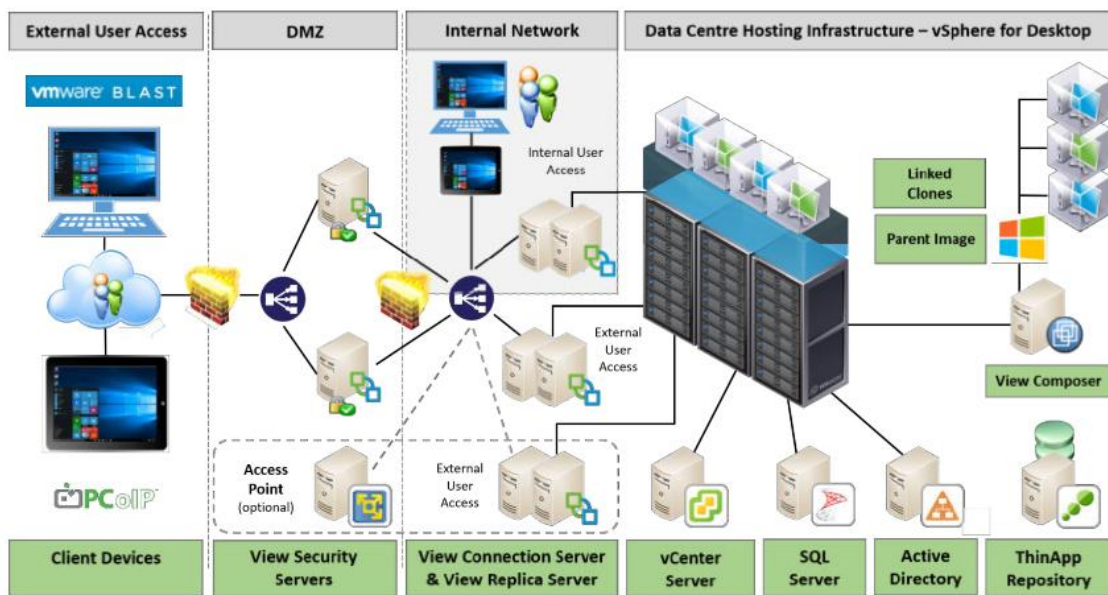 External User Access
DMZ
Internal Network
Data Centre Hosting Infrastructure – vSphere for Desktop
vmware BLAST
Internal User
Access
Linked
Clones
Parent Image
External
User
Access
View Composer
Access
Point
(optional)
External
User
Access
PCoIP
Client Devices
View Security
Servers
View Connection Server
& View Replica Server
vCenter
Server
SQL
Server
Active
Directory
ThinApp
Repository